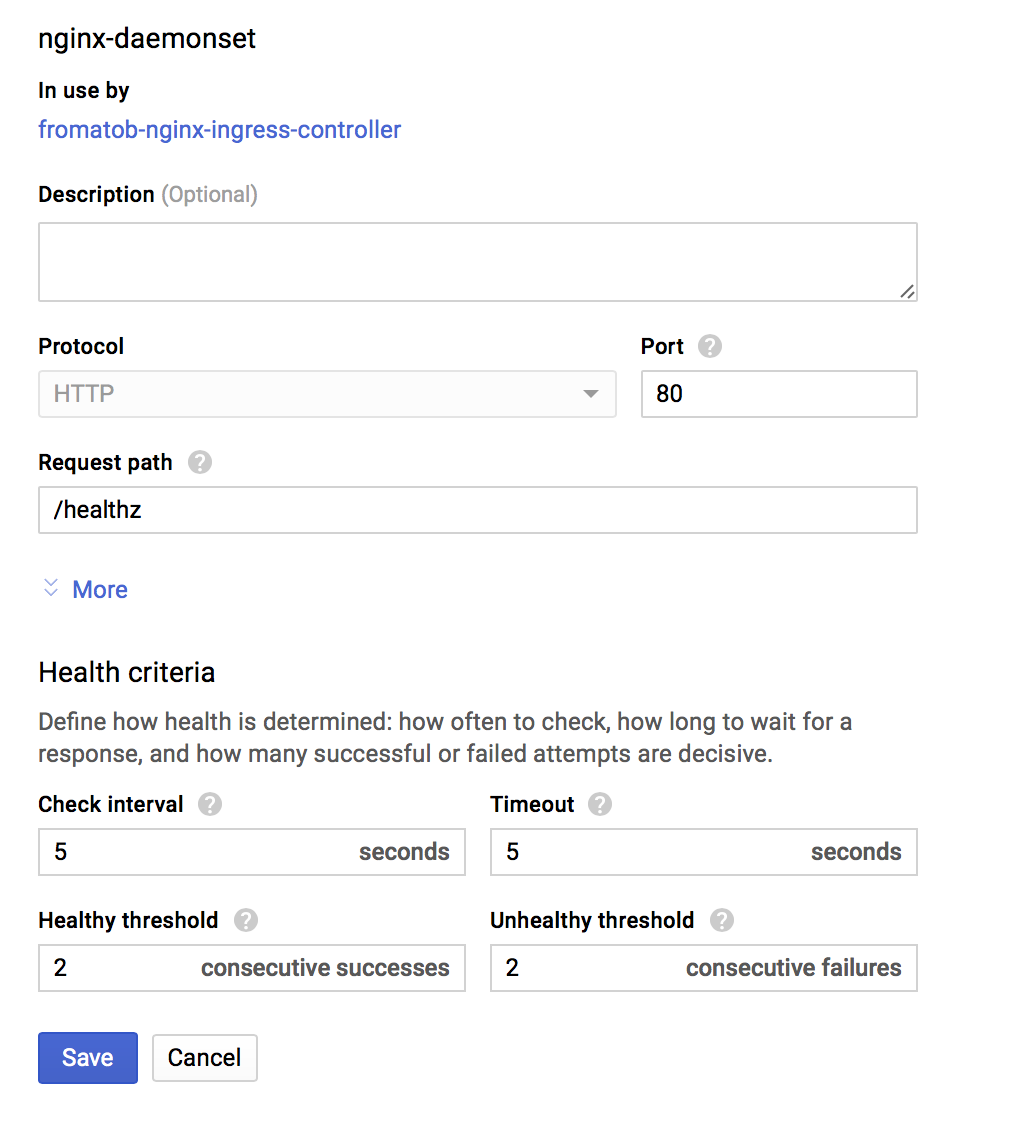 nginx-daemonset
In use by
fromatob-nginx-ingress-controller
Description (Optional)
Protocol
Port ?
HTTP
80
Request path ?
/healthz
More
Health criteria
Define how health is determined: how often to check, how long to wait for a
response, and how many successful or failed attempts are decisive.
Check interval ?
Timeout ?
5 seconds
5 seconds
Healthy threshold ?
Unhealthy threshold ?
2 consecutive successes
2 consecutive failures
Save
Cancel